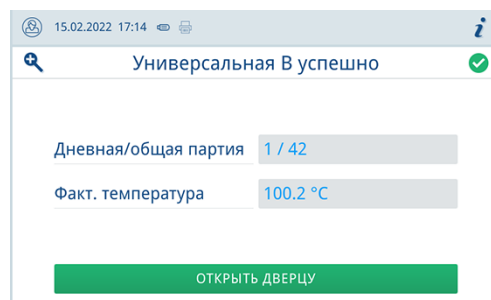 15.02.2022 17:14
i
Универсальная В успешно
Дневная/общая партия 1 / 42
Факт. температура 100.2 °C
ОТКРЫТЬ ДВЕРЦУ